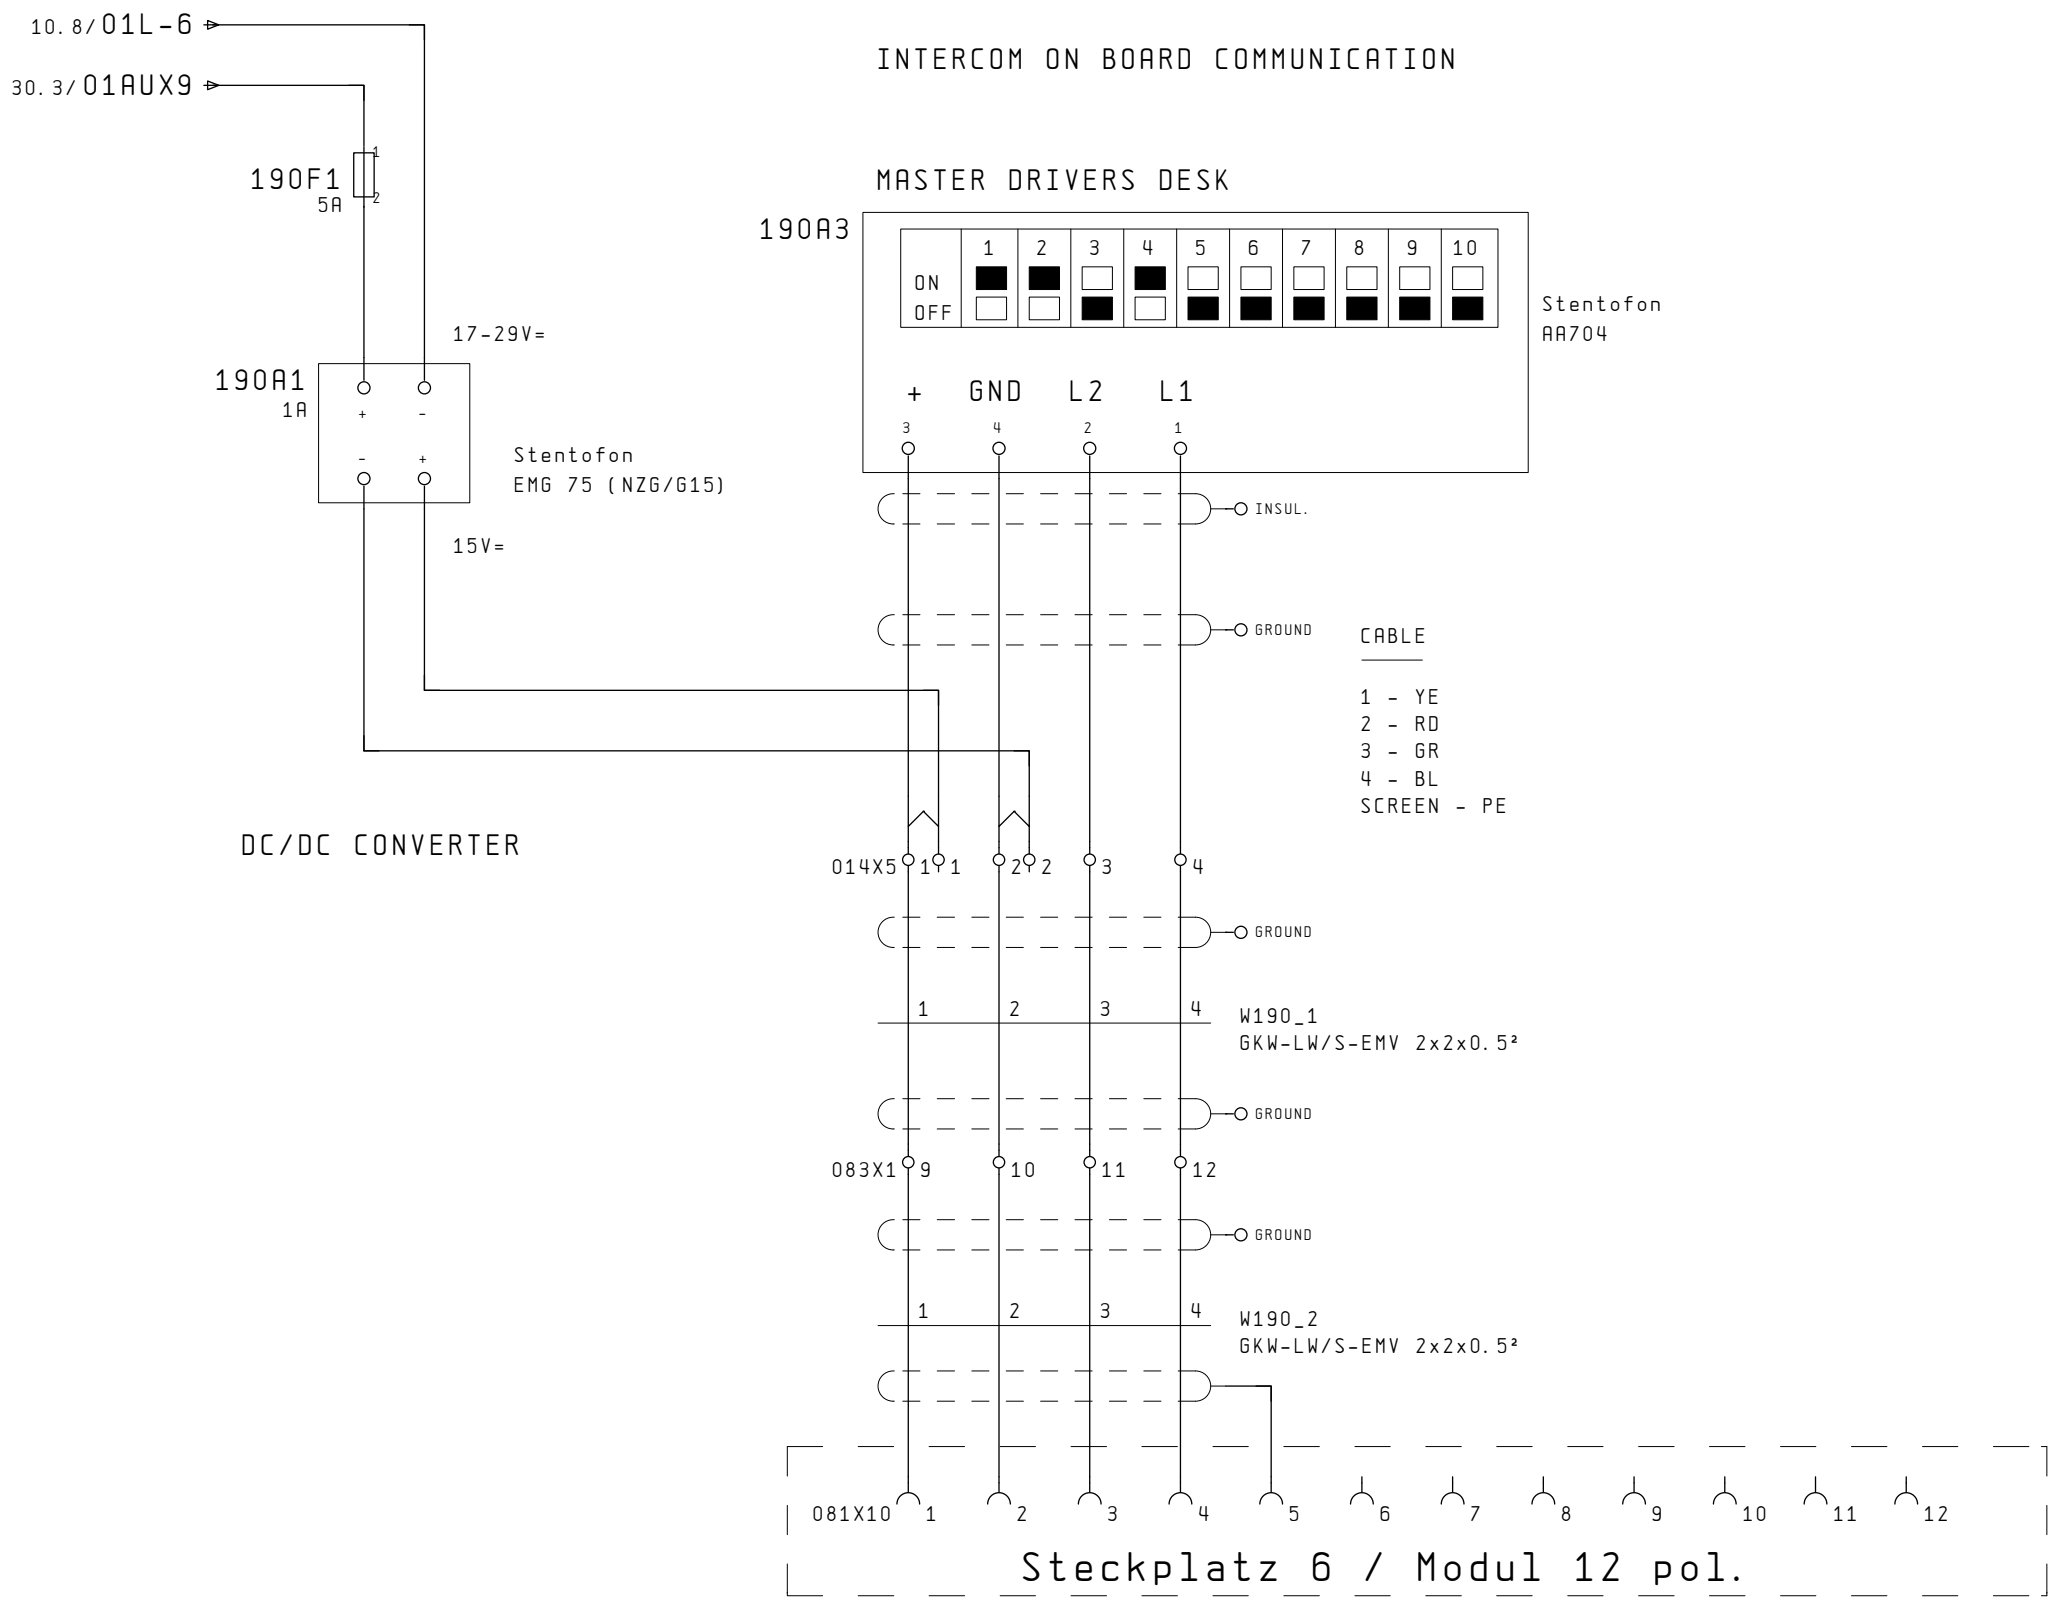 10.8/01L-6
30.3/01AUX9
INTERCOM ON BOARD COMMUNICATION
190F1
5A
1
2
MASTER DRIVERS DESK
190A3
1 2 3 4 5 6 7 8 9 10
ON
OFF
Stentofon
AA704
+ GND L2 L1
3 4 2 1
17-29V=
190A1
1A
+ -
- +
Stentofon
EMG 75 (NZG/G15)
15V=
INSUL.
GROUND
CABLE
1 - YE
2 - RD
3 - GR
4 - BL
SCREEN - PE
DC/DC CONVERTER
014X5 1 1 2 2 3 4
GROUND
1 2 3 4
W190_1
GKW-LW/S-EMV 2x2x0.5²
GROUND
083X1 9 10 11 12
GROUND
1 2 3 4
W190_2
GKW-LW/S-EMV 2x2x0.5²
081X10 1 2 3 4 5 6 7 8 9 10 11 12
Steckplatz 6 / Modul 12 pol.